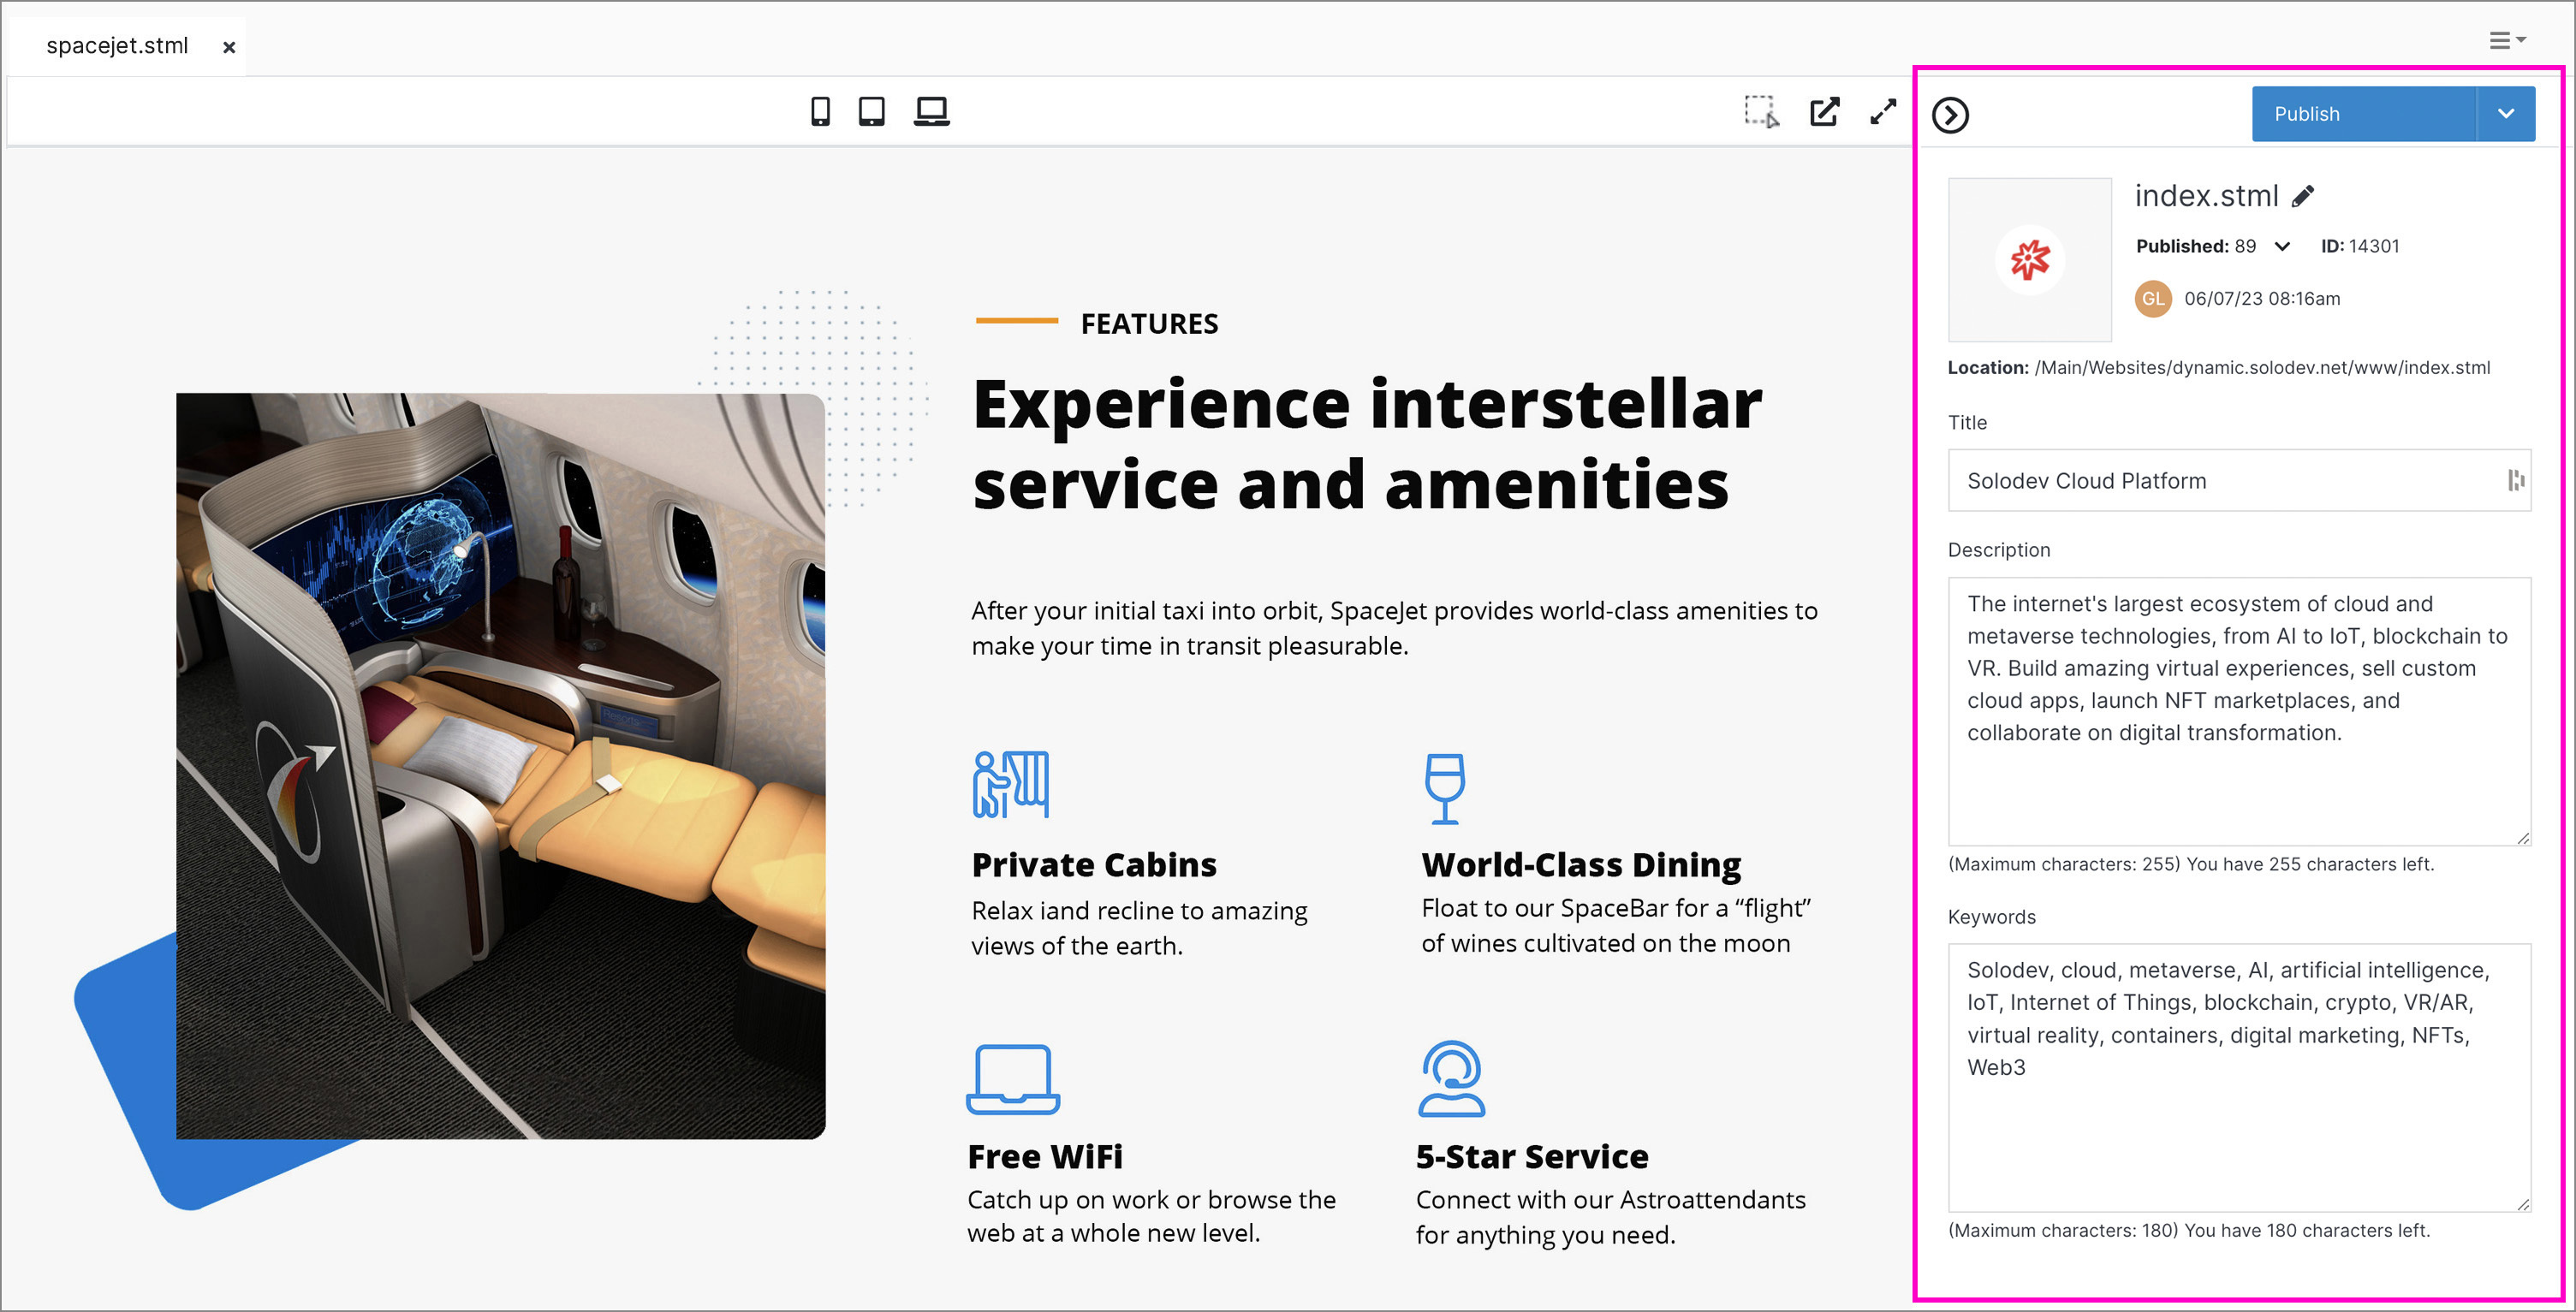 spacejet.stml
Publish
index.stml
Published: 89 ID: 14301
GL 06/07/23 08:16am
Location: /Main/Websites/dynamic.solodev.net/www/index.stml
Title
Solodev Cloud Platform
Description
The internet's largest ecosystem of cloud and
metaverse technologies, from AI to IoT, blockchain to
VR. Build amazing virtual experiences, sell custom
cloud apps, launch NFT marketplaces, and
collaborate on digital transformation.
(Maximum characters: 255) You have 255 characters left.
Keywords
Solodev, cloud, metaverse, AI, artificial intelligence,
IoT, Internet of Things, blockchain, crypto, VR/AR,
virtual reality, containers, digital marketing, NFTs,
Web3
(Maximum characters: 180) You have 180 characters left.
FEATURES
Experience interstellar
service and amenities
After your initial taxi into orbit, SpaceJet provides world-class amenities to
make your time in transit pleasurable.
Private Cabins
Relax iand recline to amazing
views of the earth.
World-Class Dining
Float to our SpaceBar for a “flight”
of wines cultivated on the moon
Free WiFi
Catch up on work or browse the
web at a whole new level.
5-Star Service
Connect with our Astroattendants
for anything you need.